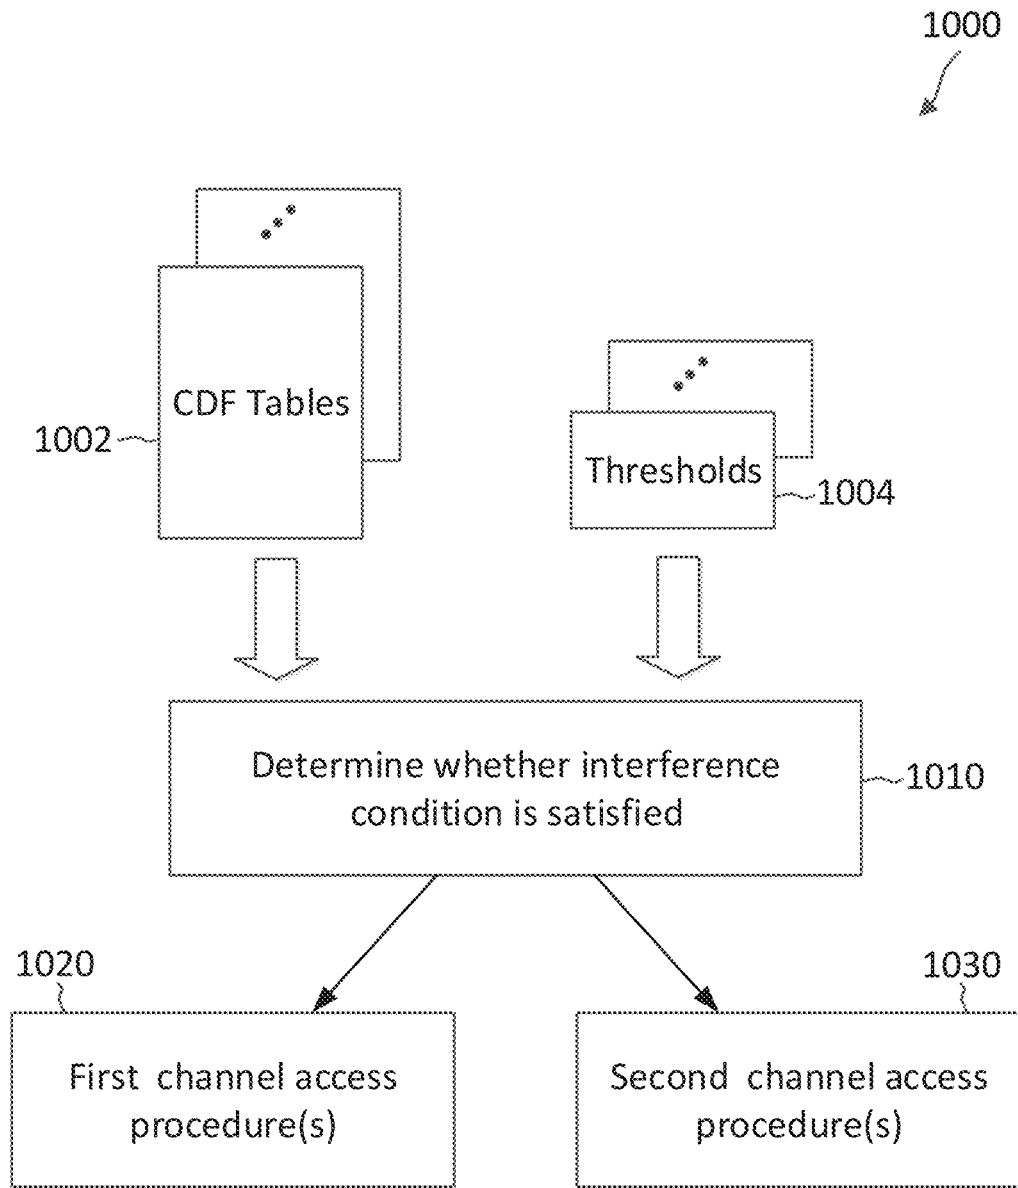 1000
CDF Tables
1002
Thresholds
1004
Determine whether interference
condition is satisfied
1010
1020
1030
First channel access
procedure(s)
Second channel access
procedure(s)